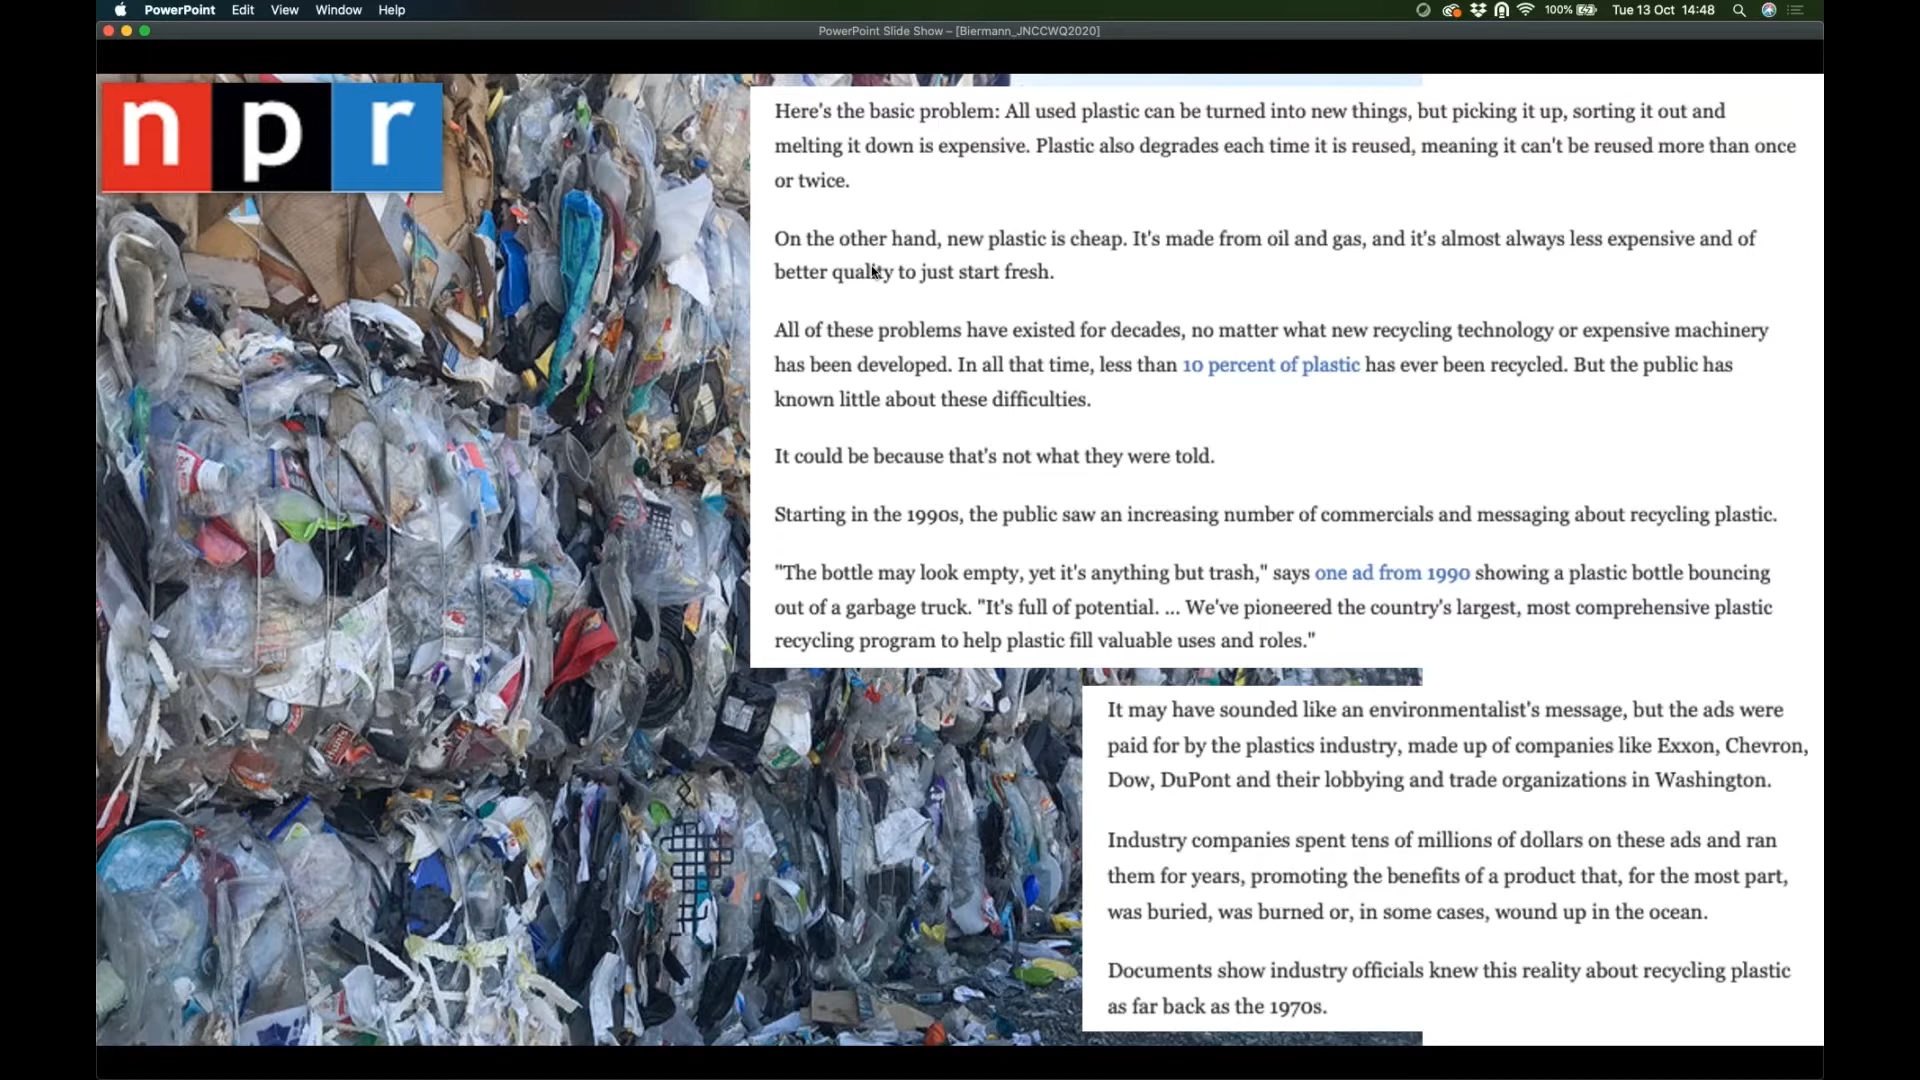 PowerPoint Edit View Window Help
100% Tue 13 Oct 14:48
PowerPoint Slide Show – [Biermann_JNCCWQ2020]
npr
Here's the basic problem: All used plastic can be turned into new things, but picking it up, sorting it out and
melting it down is expensive. Plastic also degrades each time it is reused, meaning it can't be reused more than once
or twice.
On the other hand, new plastic is cheap. It's made from oil and gas, and it's almost always less expensive and of
better quality to just start fresh.
All of these problems have existed for decades, no matter what new recycling technology or expensive machinery
has been developed. In all that time, less than 10 percent of plastic has ever been recycled. But the public has
known little about these difficulties.
It could be because that's not what they were told.
Starting in the 1990s, the public saw an increasing number of commercials and messaging about recycling plastic.
"The bottle may look empty, yet it's anything but trash," says one ad from 1990 showing a plastic bottle bouncing
out of a garbage truck. "It's full of potential. ... We've pioneered the country's largest, most comprehensive plastic
recycling program to help plastic fill valuable uses and roles."
It may have sounded like an environmentalist's message, but the ads were
paid for by the plastics industry, made up of companies like Exxon, Chevron,
Dow, DuPont and their lobbying and trade organizations in Washington.
Industry companies spent tens of millions of dollars on these ads and ran
them for years, promoting the benefits of a product that, for the most part,
was buried, was burned or, in some cases, wound up in the ocean.
Documents show industry officials knew this reality about recycling plastic
as far back as the 1970s.